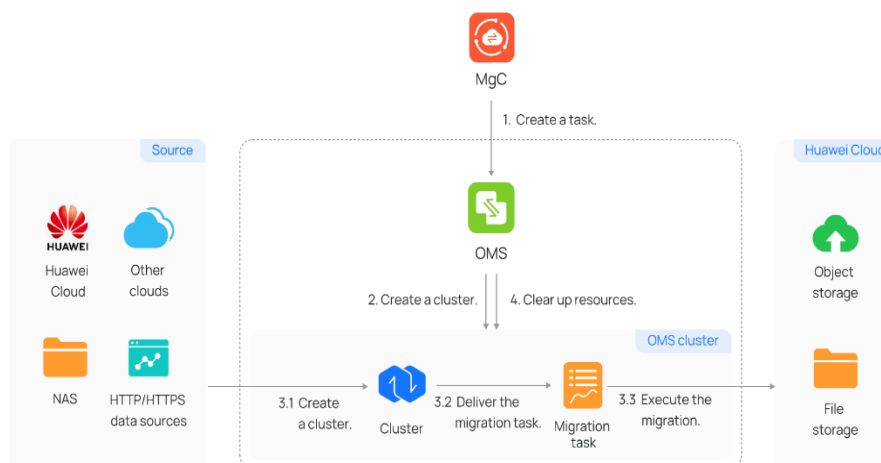 MgC
1. Create a task.
Source
Huawei Cloud
HUAWEI
Huawei
Cloud
Other
clouds
OMS
Object
storage
2. Create a cluster.
4. Clear up resources.
OMS cluster
NAS
HTTP/HTTPS
data sources
3.1 Create
a cluster.
Cluster
3.2 Deliver the
migration task.
Migration
task
3.3 Execute the
migration.
File
storage